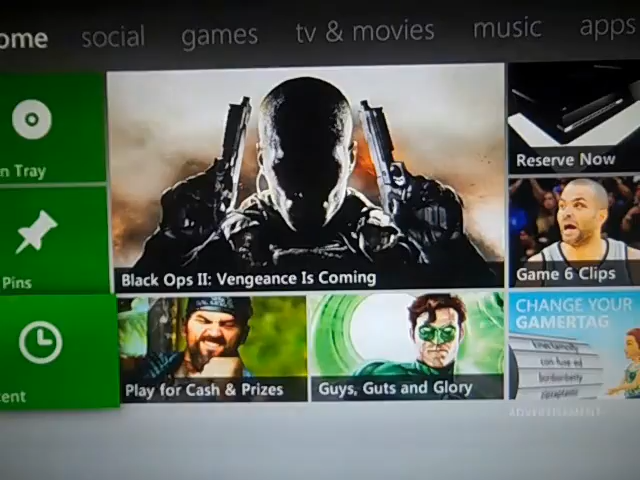 ome social games tv & movies music apps
n Tray
Reserve Now
Pins
Black Ops II: Vengeance Is Coming
Game 6 Clips
CHANGE YOUR
GAMERTAG
ent
Play for Cash & Prizes
Guys, Guts and Glory
ADVERTISEMENT